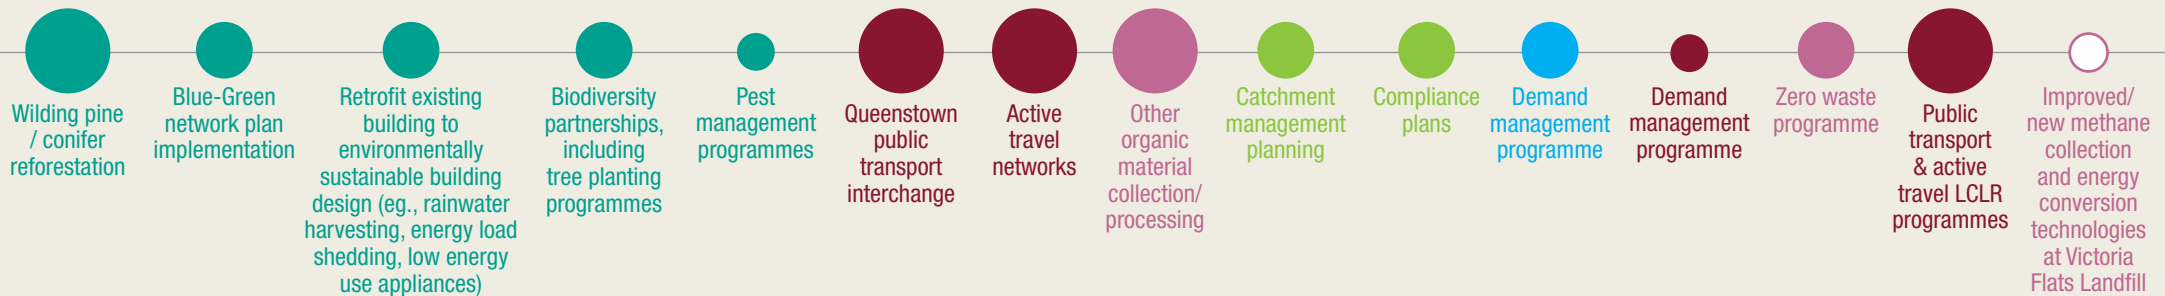 Wilding pine
/ conifer
reforestation
Blue-Green
network plan
implementation
Retrofit existing
building to
environmentally
sustainable building
design (eg., rainwater
harvesting, energy load
shedding, low energy
use appliances)
Biodiversity
partnerships,
including
tree planting
programmes
Pest
management
programmes
Queenstown
public
transport
interchange
Active
travel
networks
Other
organic
material
collection/
processing
Catchment
management
planning
Compliance
plans
Demand
management
programme
Demand
management
programme
Zero waste
programme
Public
transport
& active
travel LCLR
programmes
Improved/
new methane
collection
and energy
conversion
technologies
at Victoria
Flats Landfill